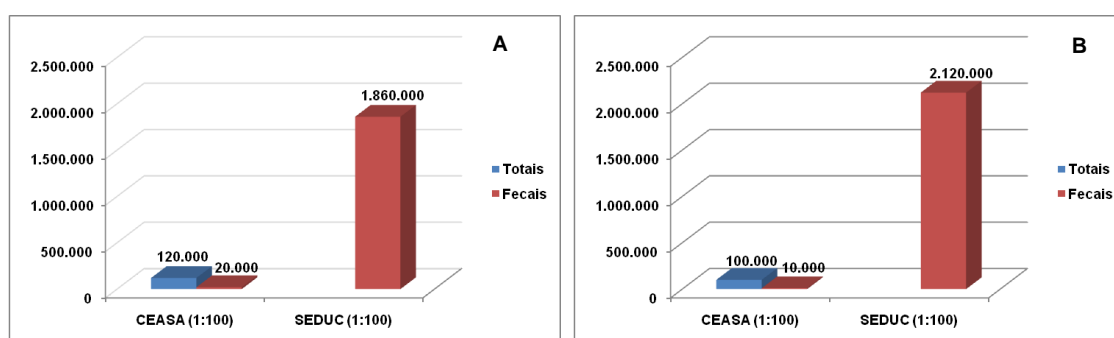 A
2.500.000
2.000.000
1.500.000
1.000.000
500.000
0
120.000
20.000
1.860.000
CEASA (1:100)
SEDUC (1:100)
Totais
Fecais
B
2.500.000
2.000.000
1.500.000
1.000.000
500.000
0
100.000
10.000
2.120.000
CEASA (1:100)
SEDUC (1:100)
Totais
Fecais